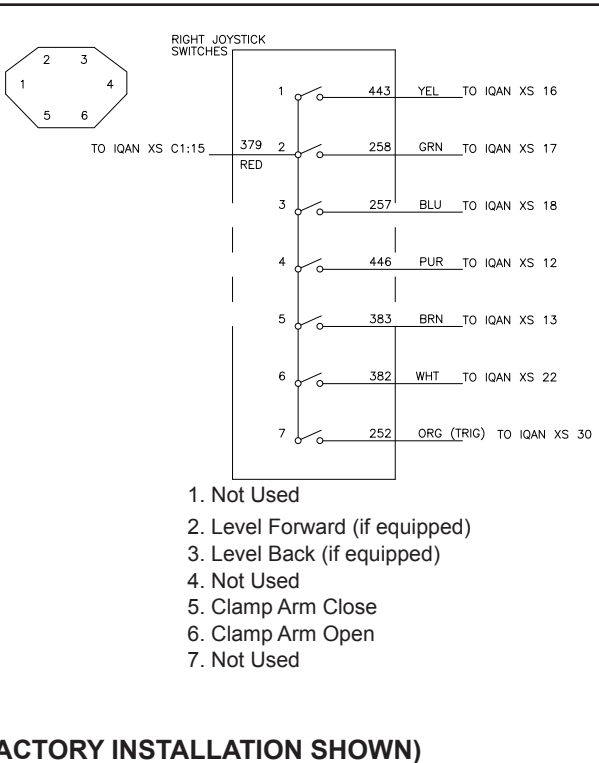 RIGHT JOYSTICK
SWITCHES
2 3
1 4
5 6
1 443 YEL TO IQAN XS 16
TO IQAN XS C1:15 379 2 258 GRN TO IQAN XS 17
RED
3 257 BLU TO IQAN XS 18
4 446 PUR TO IQAN XS 12
5 383 BRN TO IQAN XS 13
6 382 WHT TO IQAN XS 22
7 252 ORG (TRIG) TO IQAN XS 30
1. Not Used
2. Level Forward (if equipped)
3. Level Back (if equipped)
4. Not Used
5. Clamp Arm Close
6. Clamp Arm Open
7. Not Used
ACTORY INSTALLATION SHOWN)